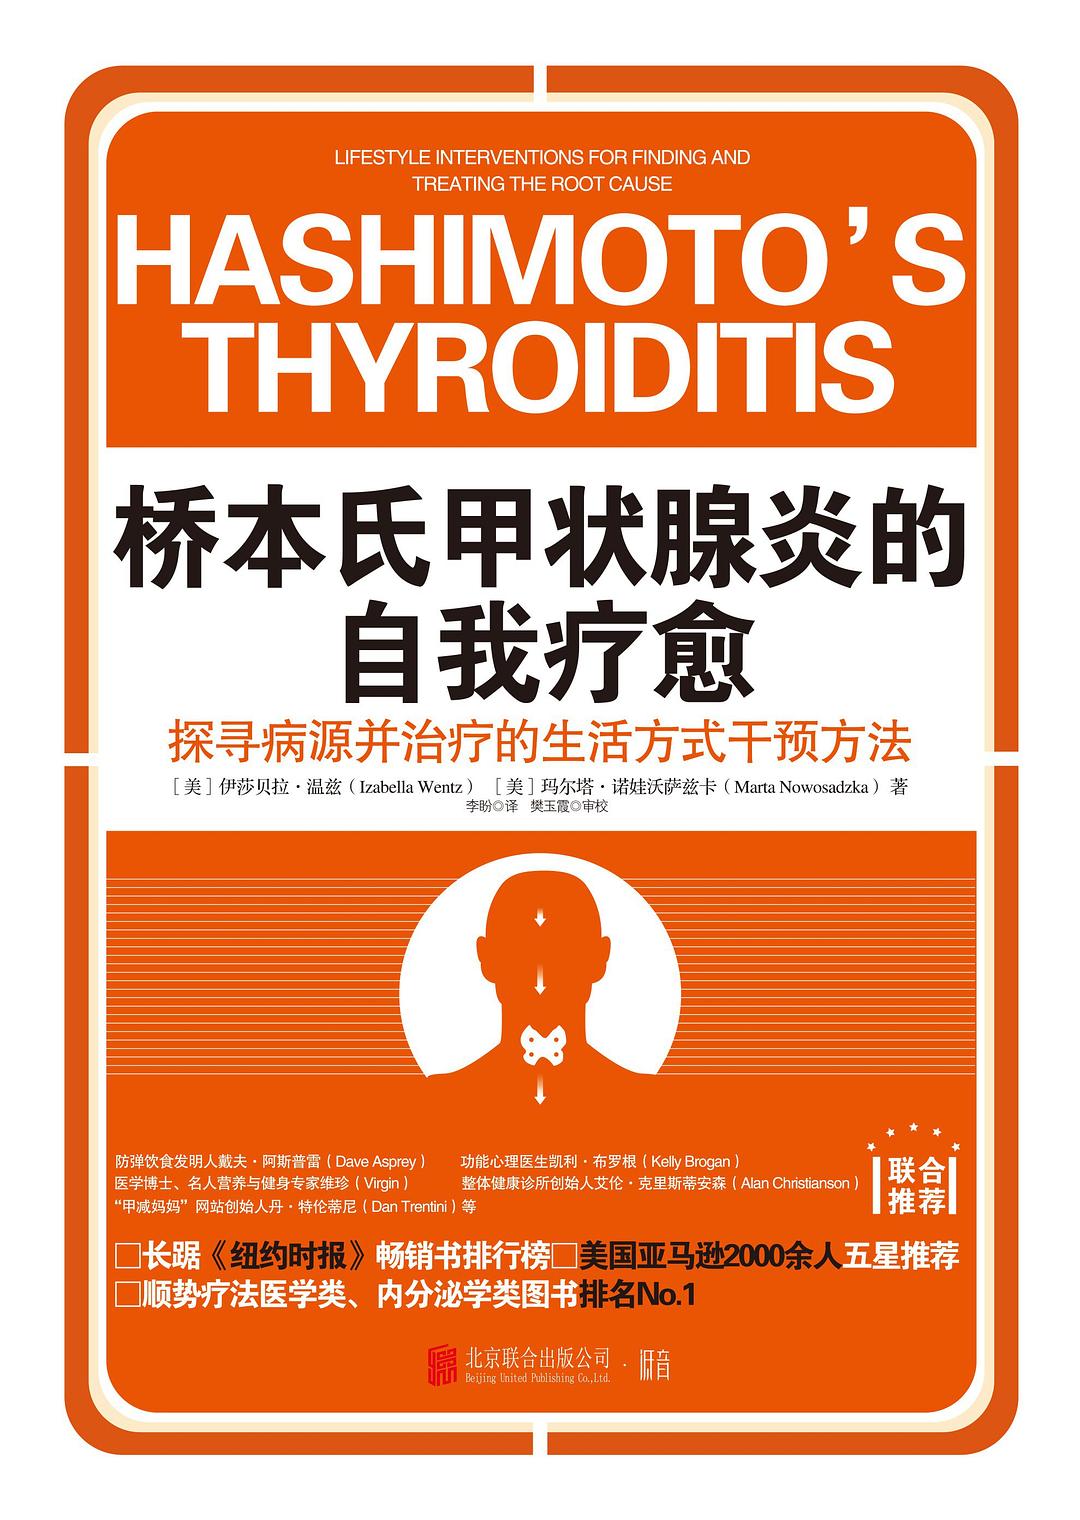 LIFESTYLE INTERVENTIONS FOR FINDING AND
TREATING THE ROOT CAUSE
HASHIMOTO'S
THYROIDITIS
桥本氏甲状腺炎的
自我疗愈
探寻病源并治疗的生活方式干预方法
［美］伊莎贝拉·温兹（Izabella Wentz）　［美］玛尔塔·诺娃沃萨兹卡（Marta Nowosadzka）著
李盼◎译　樊玉霞◎审校
防弹饮食发明人戴夫·阿斯普雷（Dave Asprey）　功能心理医生凯利·布罗根（Kelly Brogan）
医学博士、名人营养与健身专家维珍（Virgin）　整体健康诊所创始人艾伦·克里斯蒂安森（Alan Christianson）
“甲减妈妈”网站创始人丹·特伦蒂尼（Dan Trentini）等
联合
推荐
□长踞《纽约时报》畅销书排行榜□美国亚马逊2000余人五星推荐
□顺势疗法医学类、内分泌学类图书排名No.1
北京联合出版公司
Beijing United Publishing Co.,Ltd.